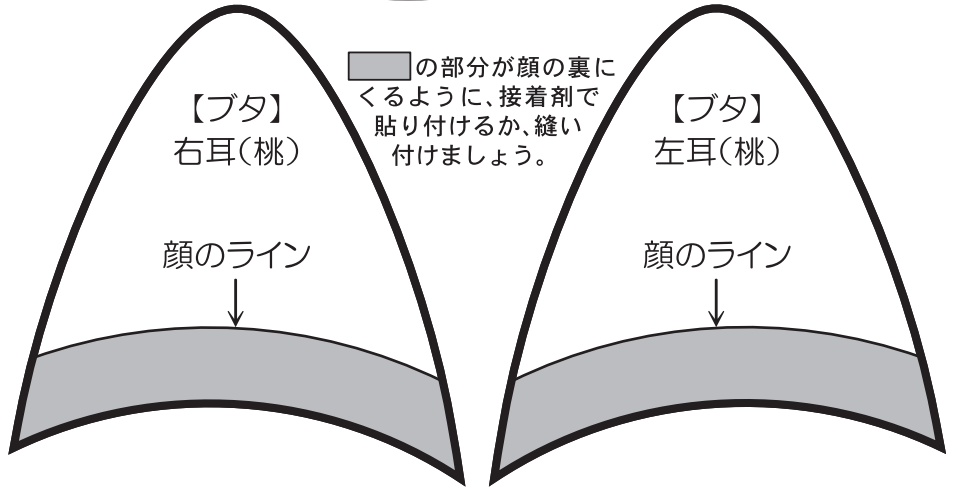 の部分が顔の裏に
くるように、接着剤で
貼り付けるか、縫い
付けましょう。
【ブタ】
右耳(桃)
顔のライン
【ブタ】
左耳(桃)
顔のライン